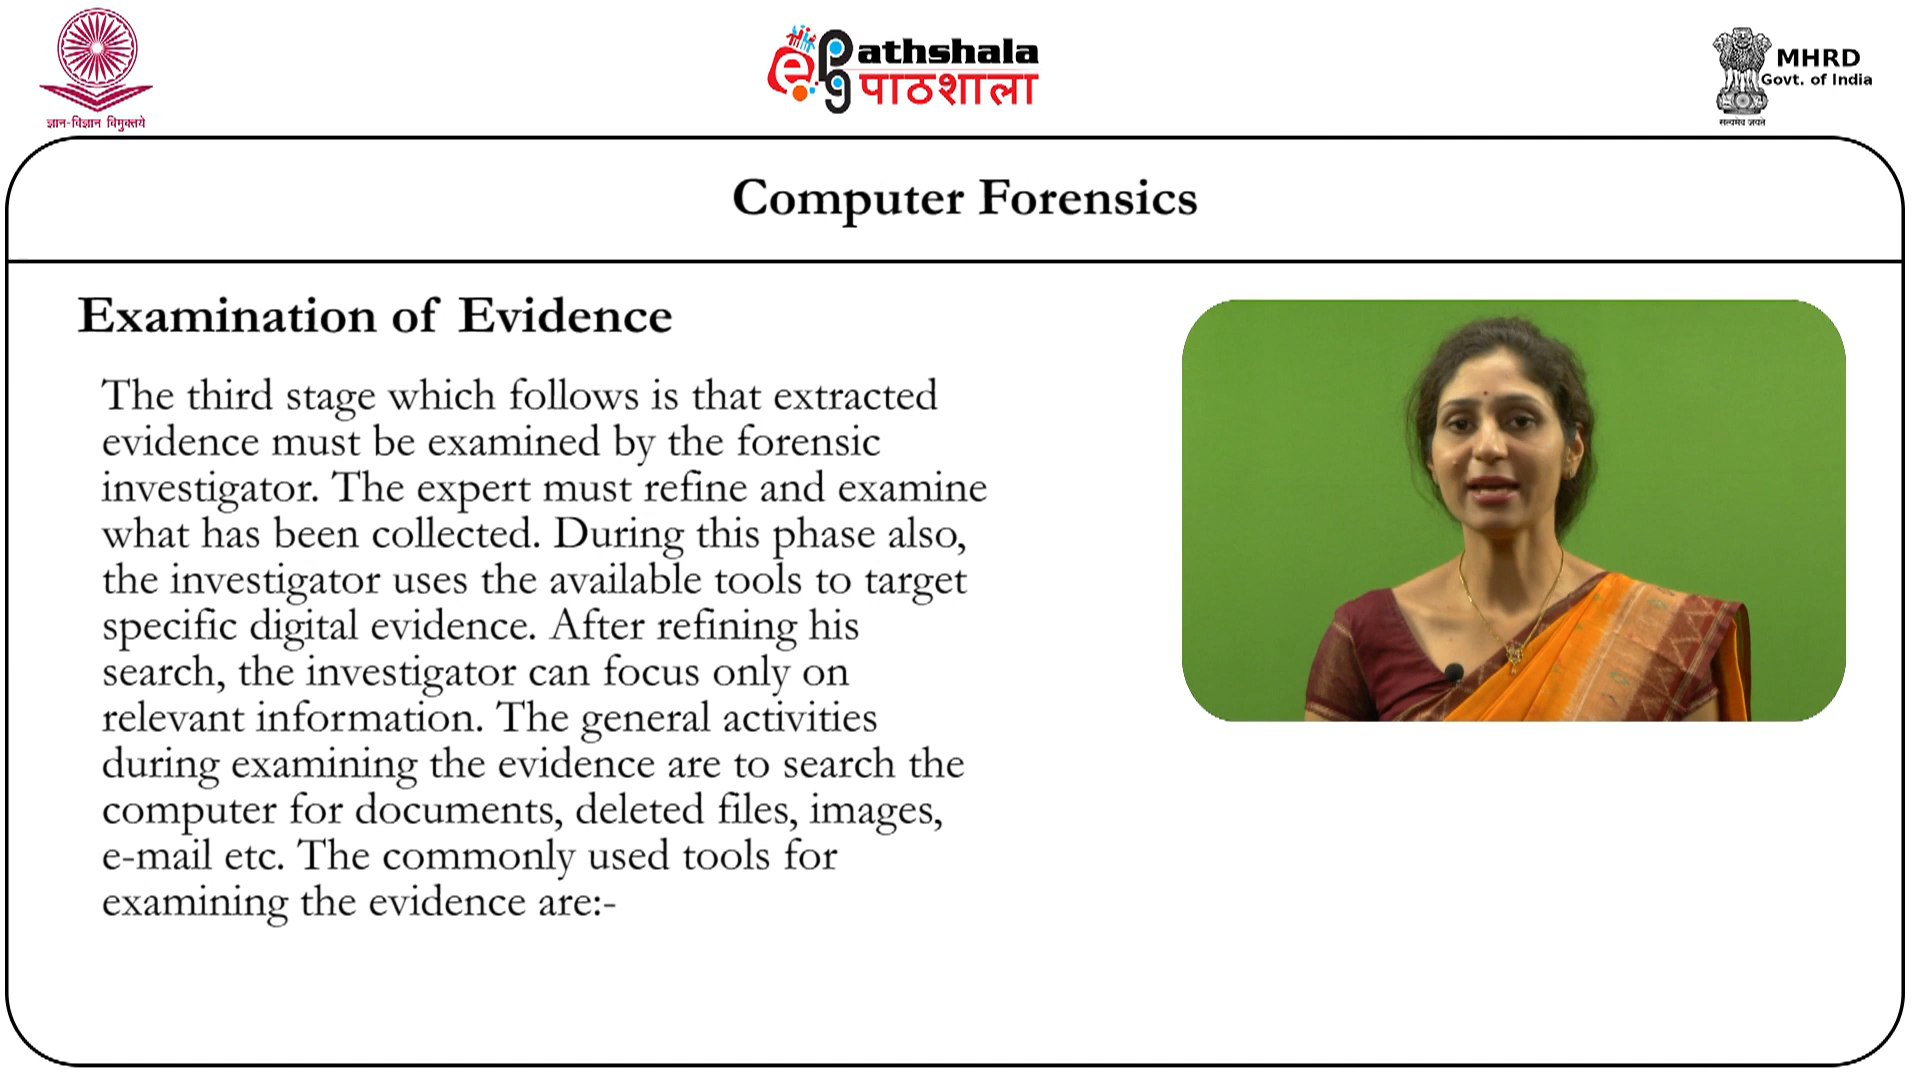 ज्ञान-विज्ञान विमुक्तये
ePathshala
पाठशाला
MHRD
Govt. of India
सत्यमेव जयते
Computer Forensics
Examination of Evidence
The third stage which follows is that extracted
evidence must be examined by the forensic
investigator. The expert must refine and examine
what has been collected. During this phase also,
the investigator uses the available tools to target
specific digital evidence. After refining his
search, the investigator can focus only on
relevant information. The general activities
during examining the evidence are to search the
computer for documents, deleted files, images,
e-mail etc. The commonly used tools for
examining the evidence are:-